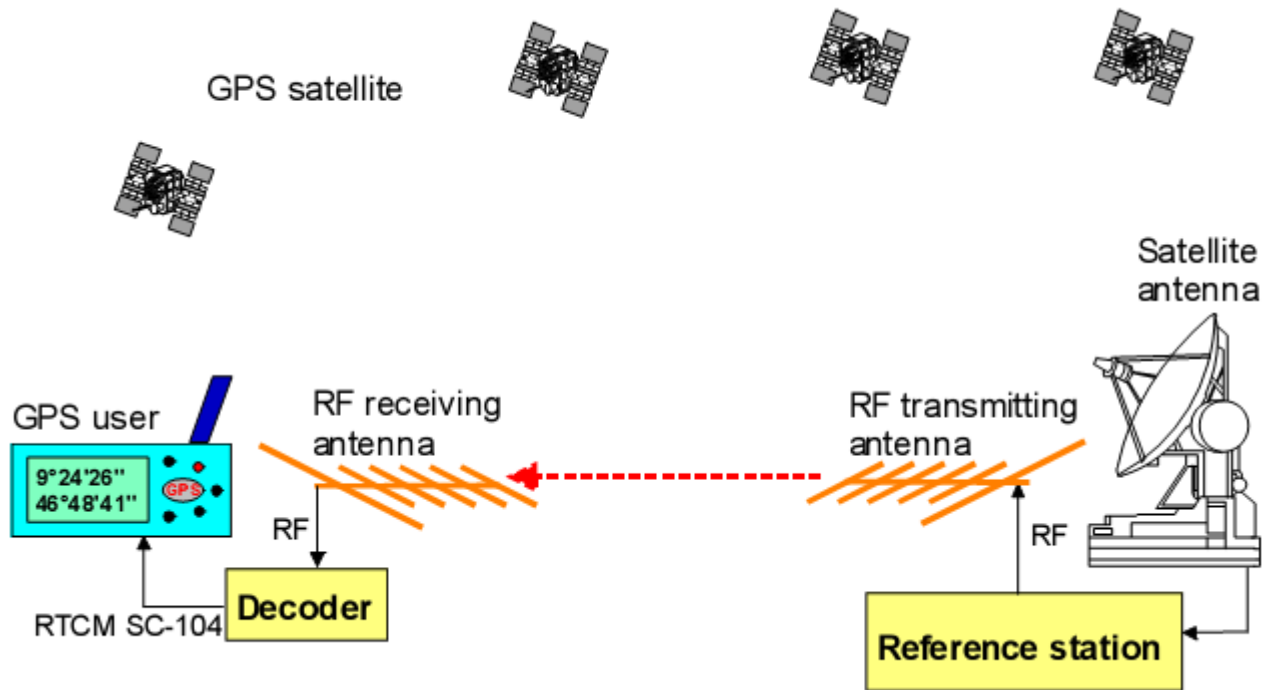 GPS satellite
Satellite
antenna
GPS user
RF receiving
antenna
RF transmitting
antenna
9°24'26"
46°48'41"
GPS
RF
RF
Decoder
RTCM SC-104
Reference station